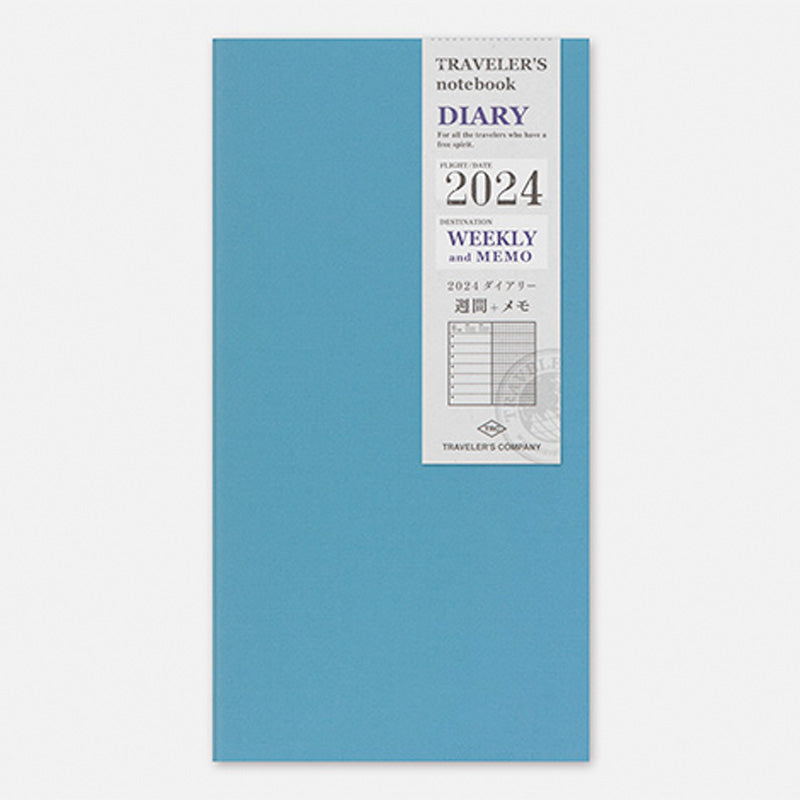 TRAVELER'S
notebook
DIARY
For all the travelers who have a
free spirit.
FLIGHT/DATE
2024
DESTINATION
WEEKLY
and MEMO
2024 ダイアリー
週間+メモ
TRC
TRAVELER'S COMPANY